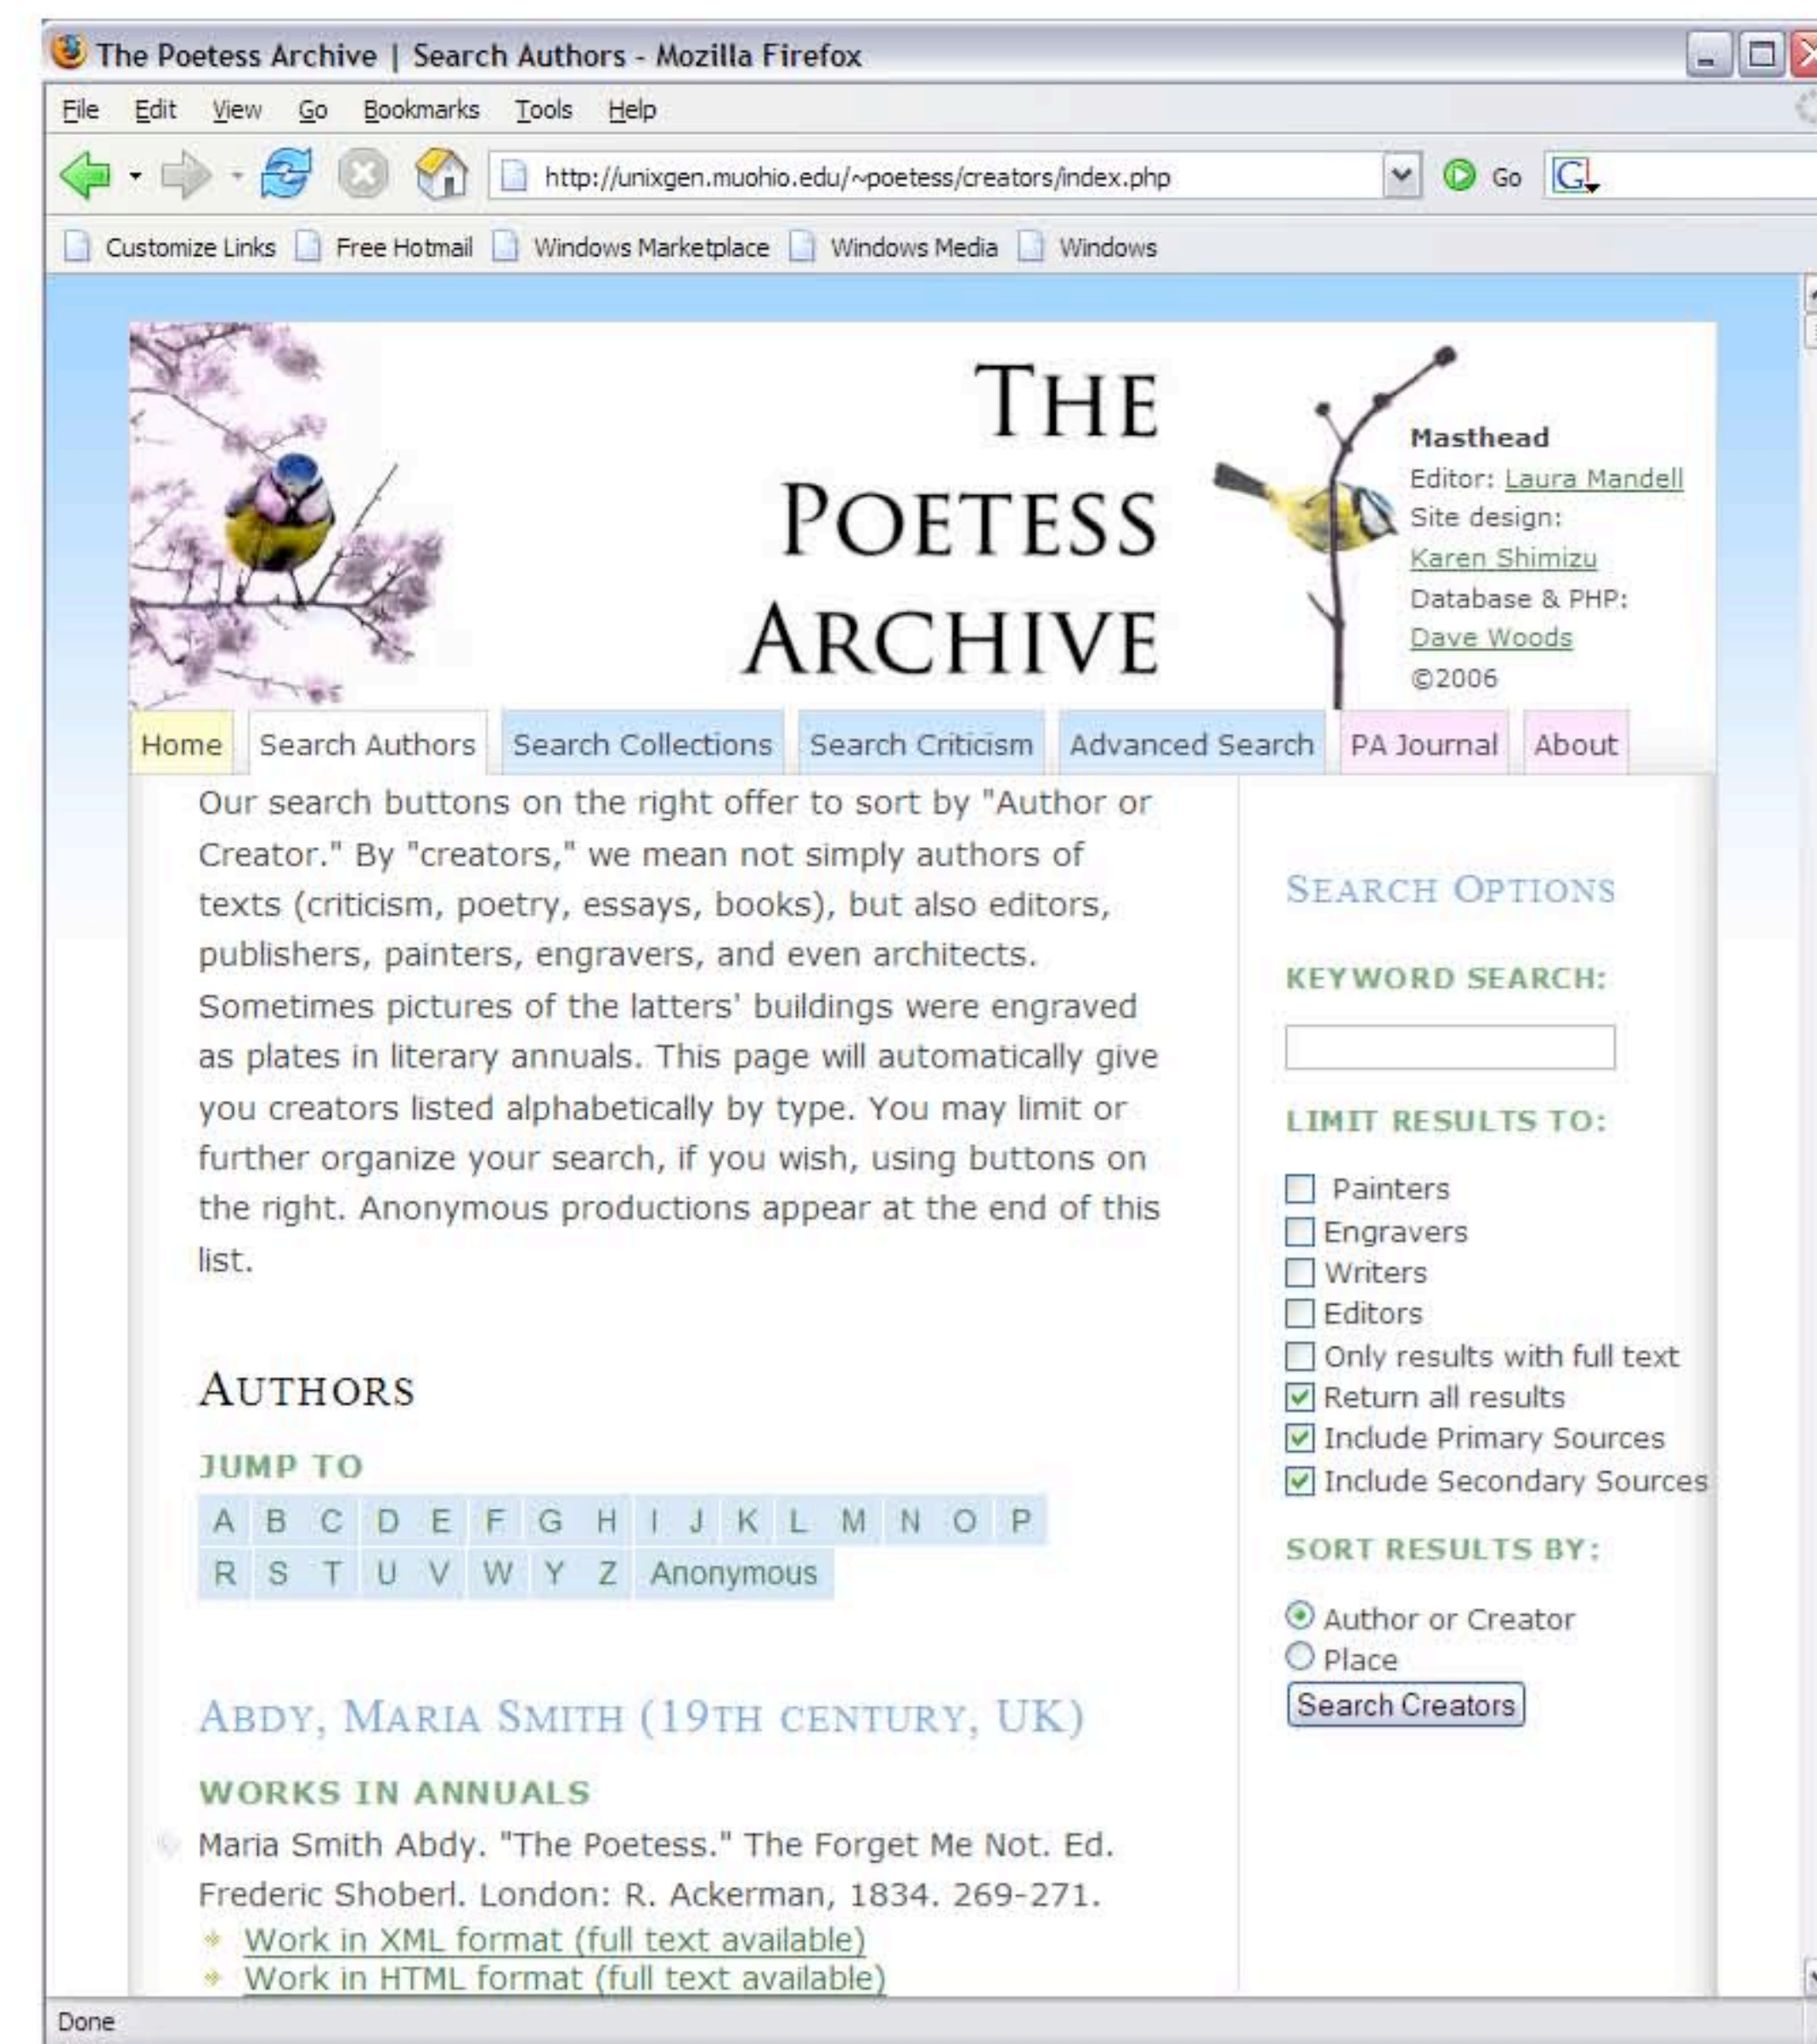 The Poetess Archive | Search Authors - Mozilla Firefox
File Edit View Go Bookmarks Tools Help
http://unixgen.muohio.edu/~poetess/creators/index.php Go G
Customize Links Free Hotmail Windows Marketplace Windows Media Windows
THE
POETESS
ARCHIVE
Masthead
Editor: Laura Mandell
Site design:
Karen Shimizu
Database & PHP:
Dave Woods
©2006
Home Search Authors Search Collections Search Criticism Advanced Search PA Journal About
Our search buttons on the right offer to sort by "Author or
Creator." By "creators," we mean not simply authors of
texts (criticism, poetry, essays, books), but also editors,
publishers, painters, engravers, and even architects.
Sometimes pictures of the latters' buildings were engraved
as plates in literary annuals. This page will automatically give
you creators listed alphabetically by type. You may limit or
further organize your search, if you wish, using buttons on
the right. Anonymous productions appear at the end of this
list.
AUTHORS
JUMP TO
A B C D E F G H I J K L M N O P
R S T U V W Y Z Anonymous
ABDY, MARIA SMITH (19TH CENTURY, UK)
WORKS IN ANNUALS
Maria Smith Abdy. "The Poetess." The Forget Me Not. Ed.
Frederic Shoberl. London: R. Ackerman, 1834. 269-271.
Work in XML format (full text available)
Work in HTML format (full text available)
SEARCH OPTIONS
KEYWORD SEARCH:
LIMIT RESULTS TO:
Painters
Engravers
Writers
Editors
Only results with full text
Return all results
Include Primary Sources
Include Secondary Sources
SORT RESULTS BY:
Author or Creator
Place
Search Creators
Done